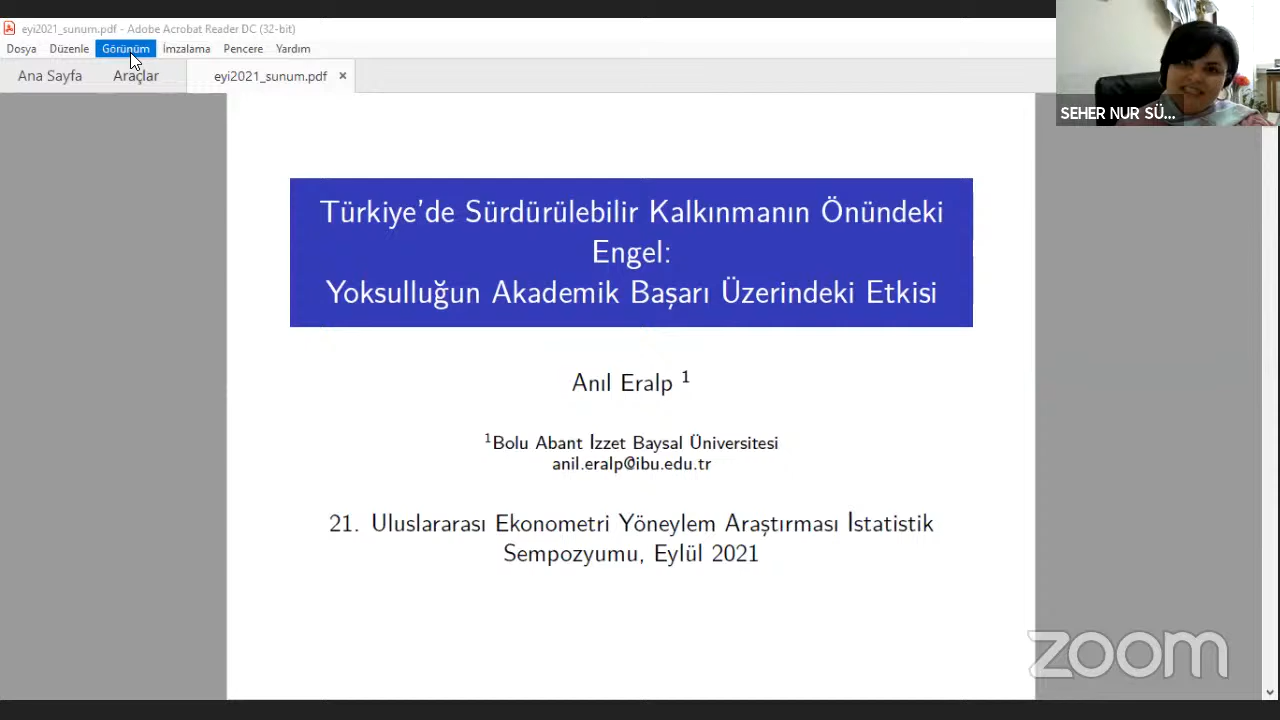 eyi2021_sunum.pdf - Adobe Acrobat Reader DC (32-bit)
Dosya Düzenle Görünüm İmzalama Pencere Yardım
Ana Sayfa Araçlar eyi2021_sunum.pdf ×
SEHER NUR SÜ...
Türkiye'de Sürdürülebilir Kalkınmanın Önündeki
Engel:
Yoksulluğun Akademik Başarı Üzerindeki Etkisi
Anıl Eralp ¹
¹Bolu Abant İzzet Baysal Üniversitesi
anil.eralp@ibu.edu.tr
21. Uluslararası Ekonometri Yöneylem Araştırması İstatistik
Sempozyumu, Eylül 2021
zoom